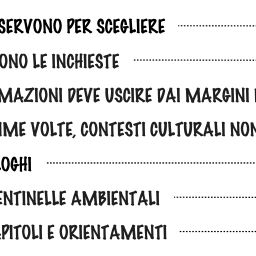 SERVONO PER SCEGLIERE
ONO LE INCHIESTE
MAZIONI DEVE USCIRE DAI MARGINI
IME VOLTE, CONTESTI CULTURALI NON
OGHI
ENTINELLE AMBIENTALI
PITOLI E ORIENTAMENTI